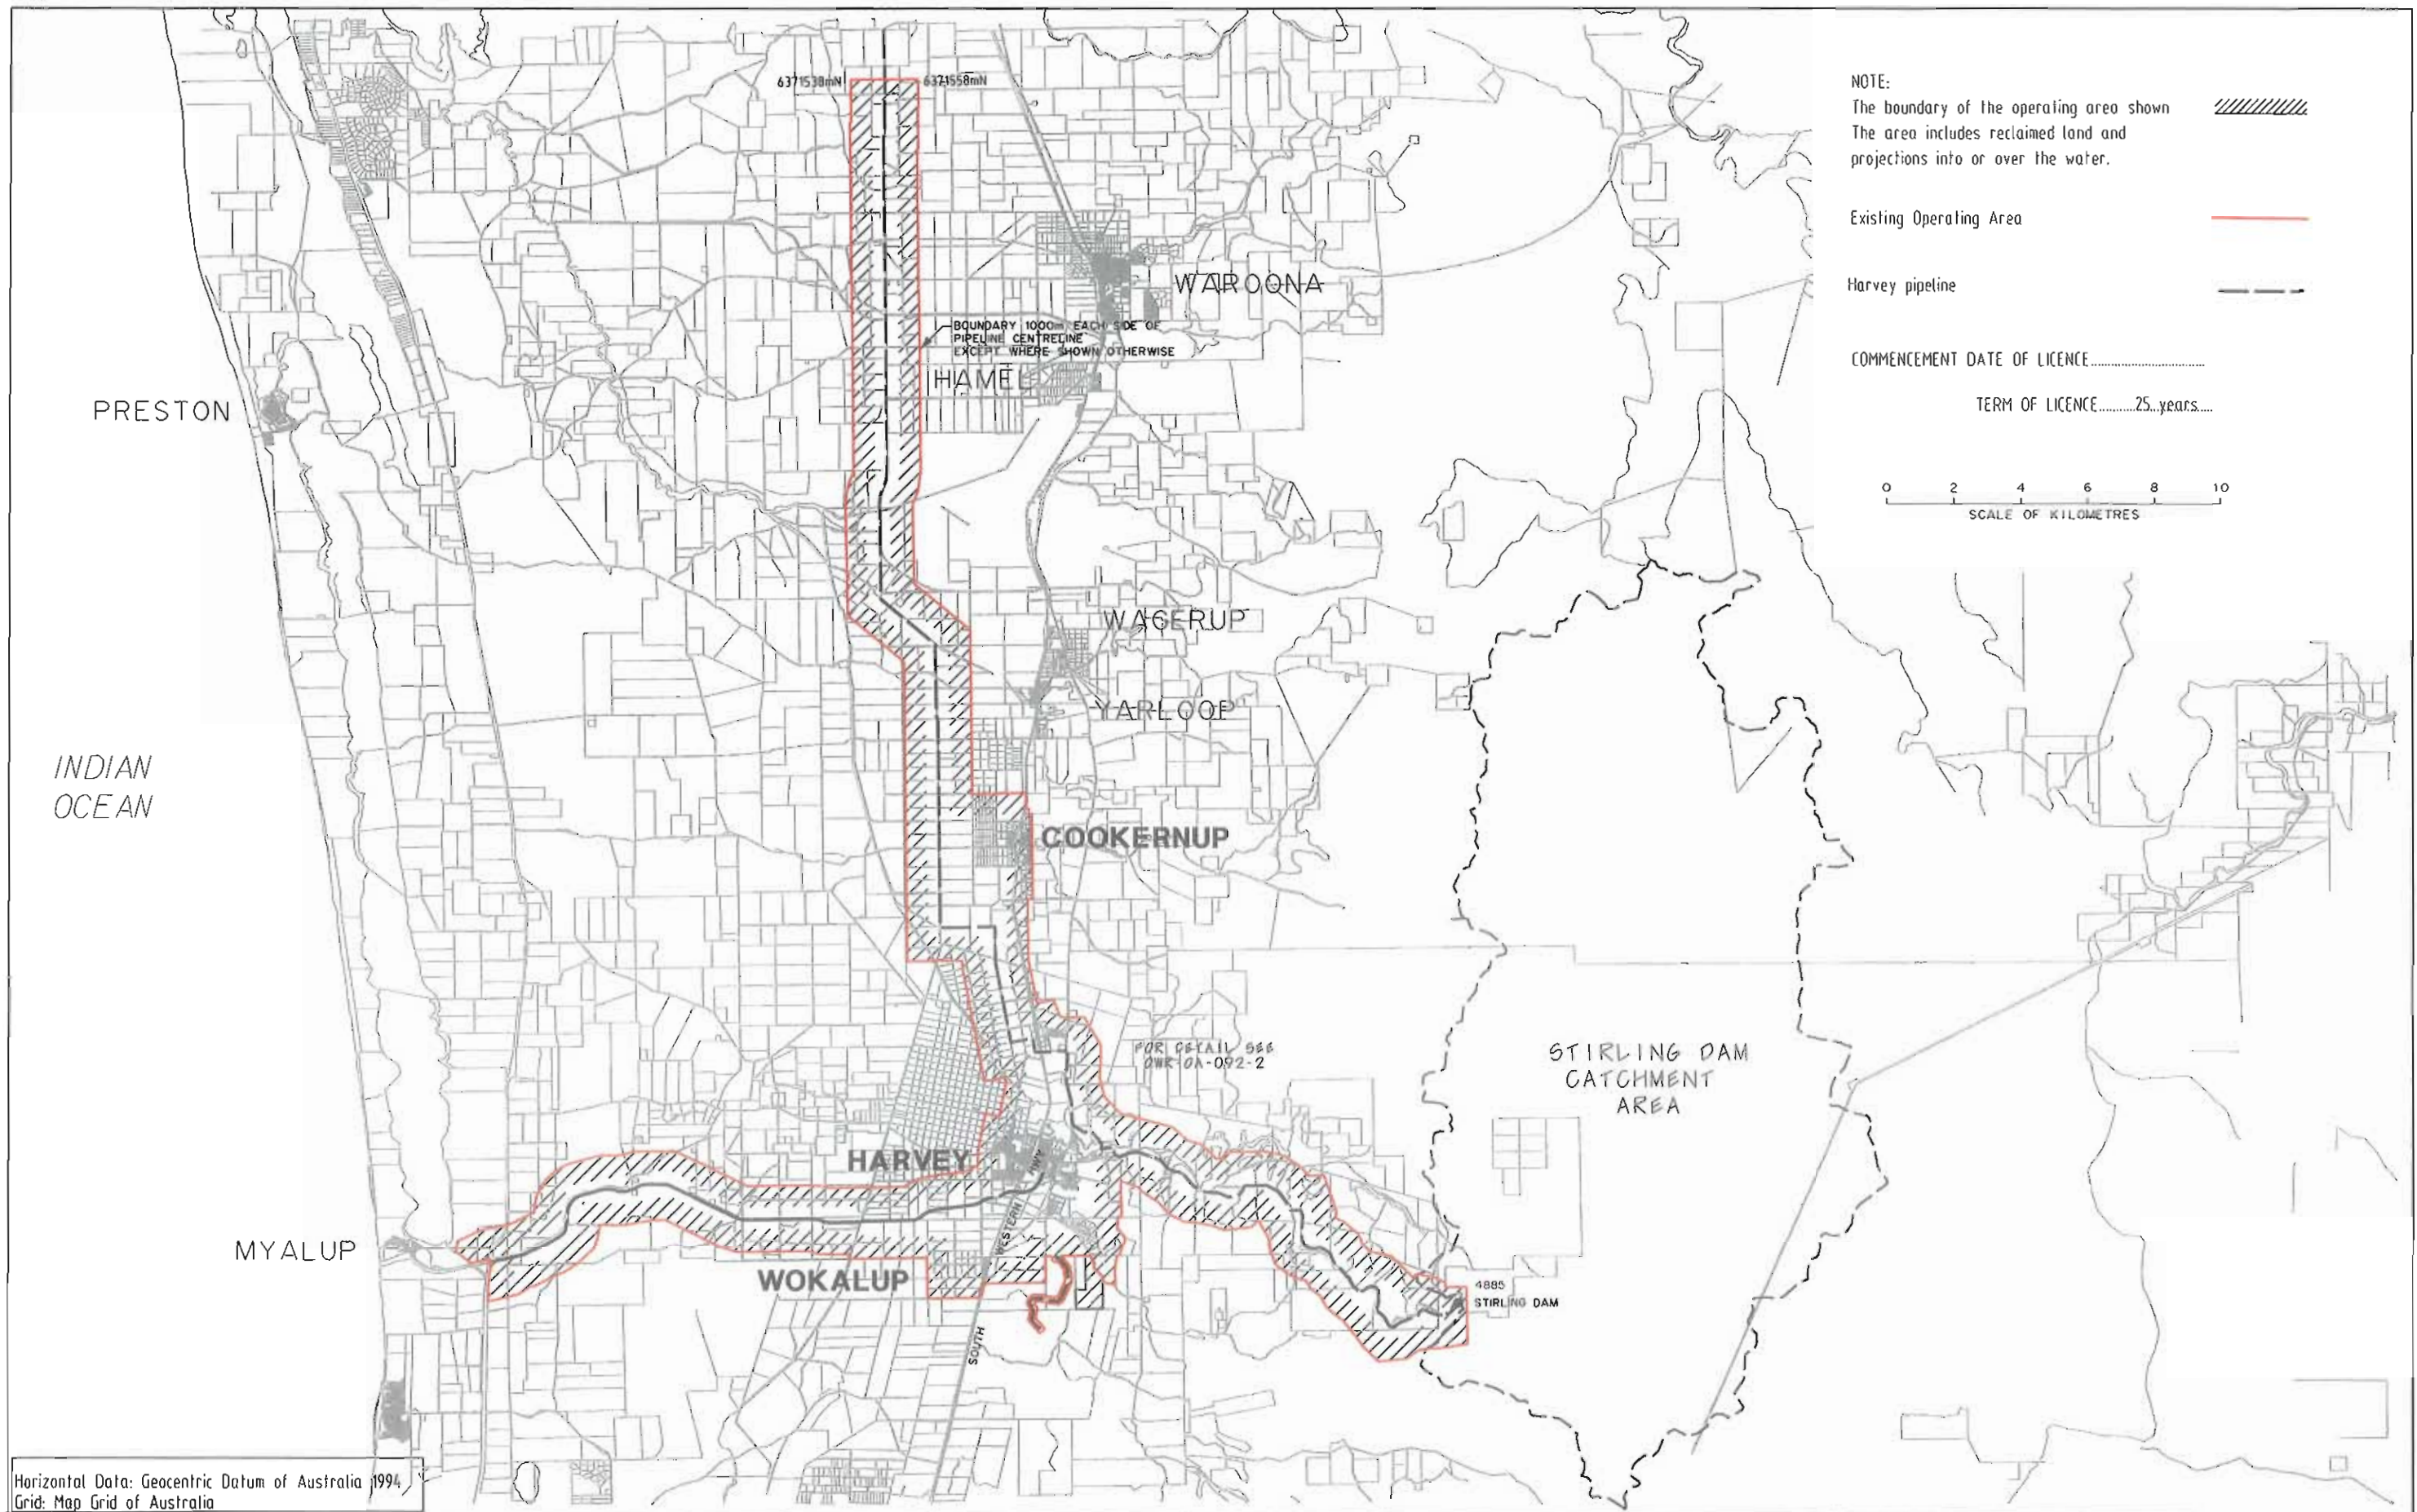 6371538mN
6371558mN
NOTE:
The boundary of the operating area shown
The area includes reclaimed land and
projections into or over the water.
Existing Operating Area
Harvey pipeline
COMMENCEMENT DATE OF LICENCE..............................
TERM OF LICENCE..........25..years.....
0 2 4 6 8 10
SCALE OF KILOMETRES
WAROONA
BOUNDARY 1000m EACH SIDE OF
PIPELINE CENTRELINE
EXCEPT WHERE SHOWN OTHERWISE
HAMEL
PRESTON
WAGERUP
YARLOOP
INDIAN
OCEAN
COOKERNUP
FOR DETAIL SEE
OWR-OA-092-2
STIRLING DAM
CATCHMENT
AREA
HARVEY
HWY
WESTERN
SOUTH
MYALUP
WOKALUP
4885
STIRLING DAM
Horizontal Data: Geocentric Datum of Australia 1994
Grid: Map Grid of Australia